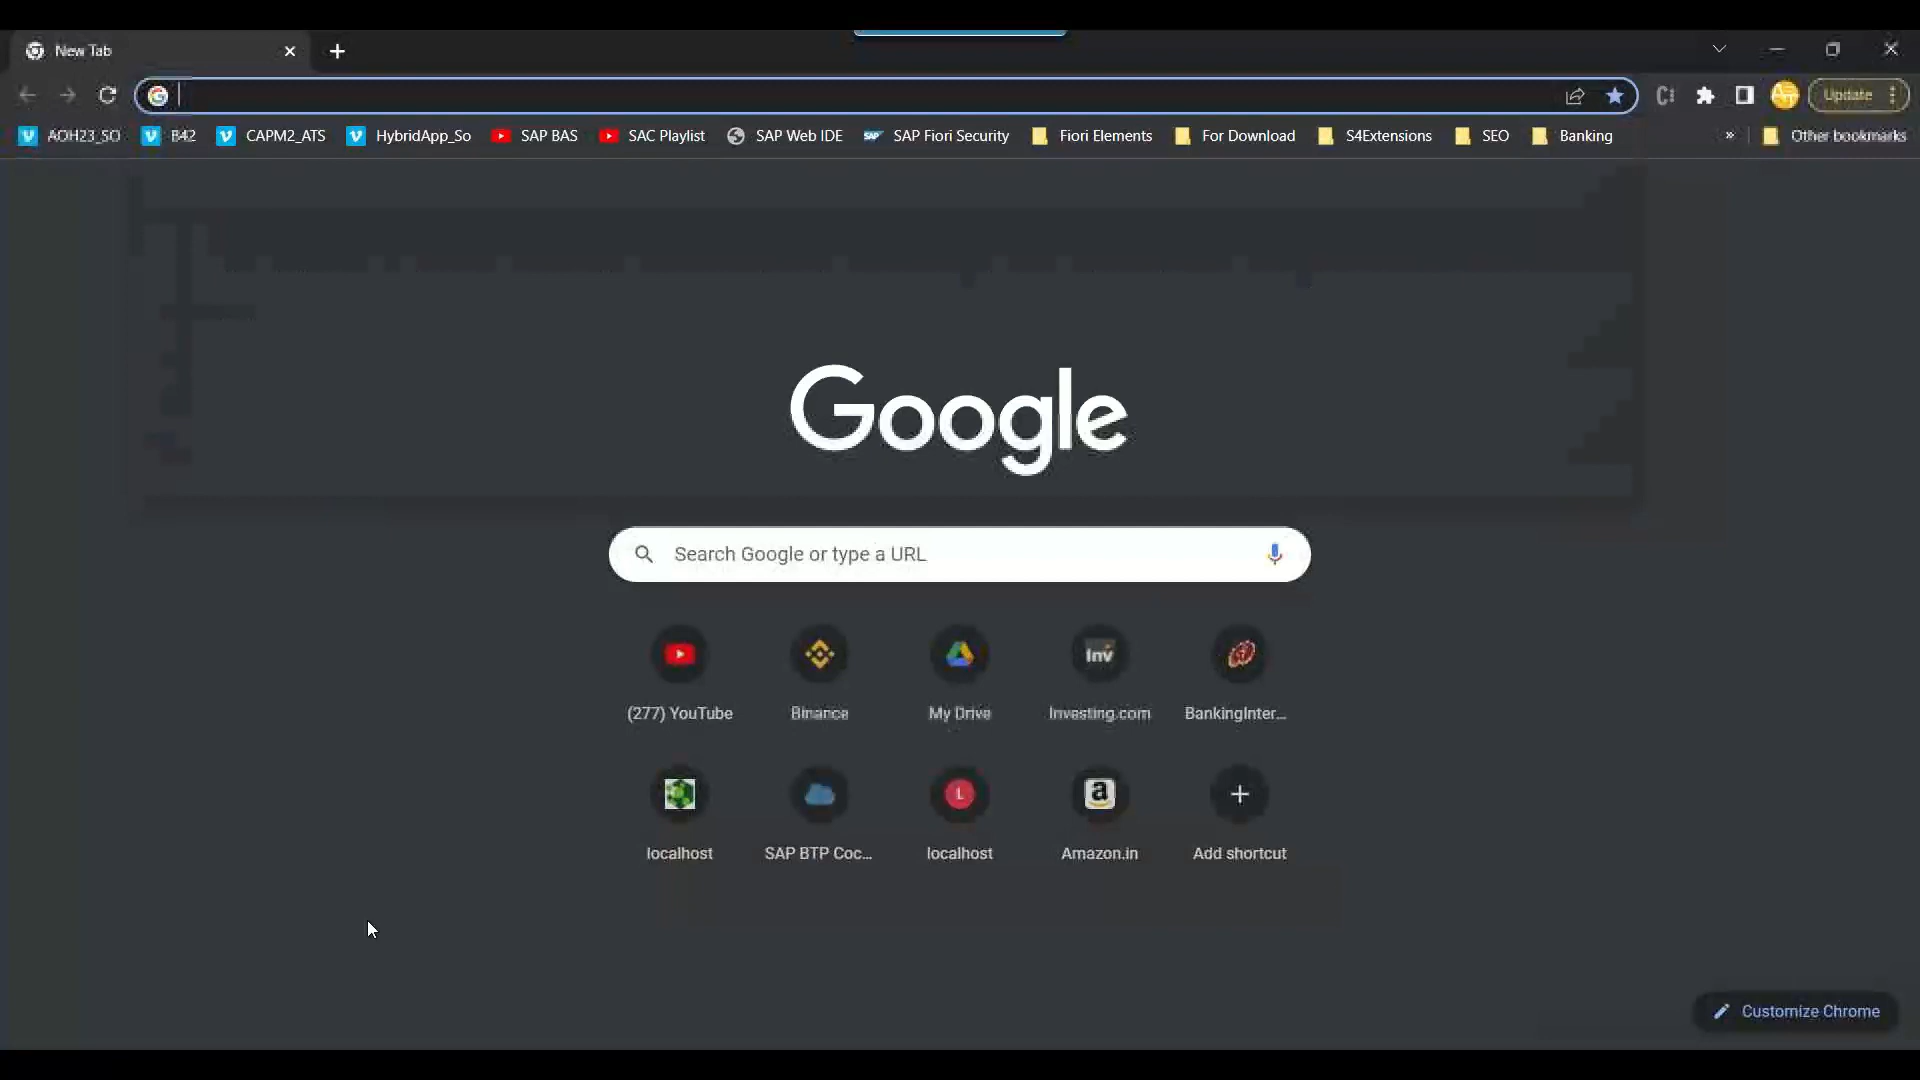 New Tab
Update
AOH23_SO B42 CAPM2_ATS HybridApp_So SAP BAS SAC Playlist SAP Web IDE SAP SAP Fiori Security Fiori Elements For Download S4Extensions SEO Banking » Other bookmarks
Google
Search Google or type a URL
Inv
(277) YouTube Binance My Drive Investing.com BankingInter...
L a
localhost SAP BTP Coc... localhost Amazon.in Add shortcut
Customize Chrome